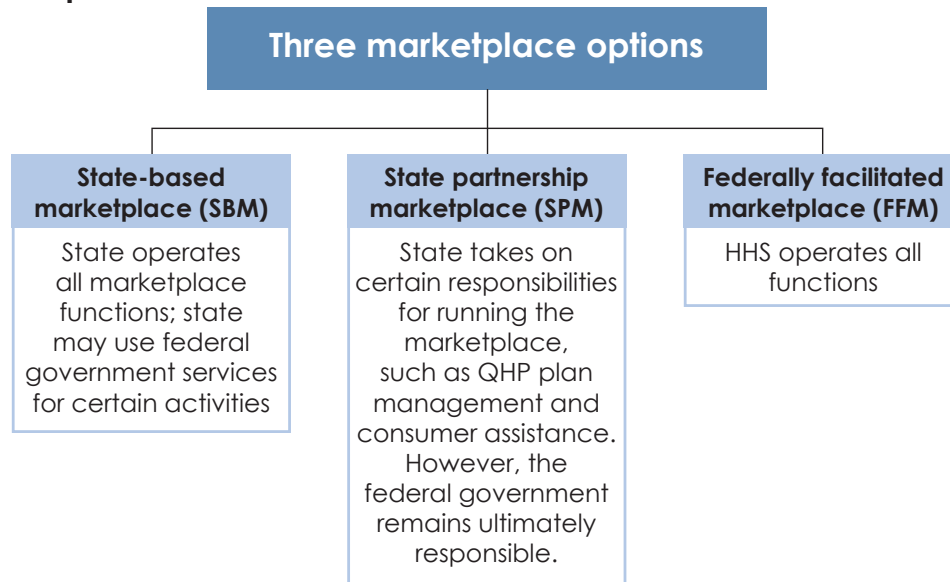 Three marketplace options
State-based
marketplace (SBM)
State operates
all marketplace
functions; state
may use federal
government services
for certain activities
State partnership
marketplace (SPM)
State takes on
certain responsibilities
for running the
marketplace,
such as QHP plan
management and
consumer assistance.
However, the
federal government
remains ultimately
responsible.
Federally facilitated
marketplace (FFM)
HHS operates all
functions